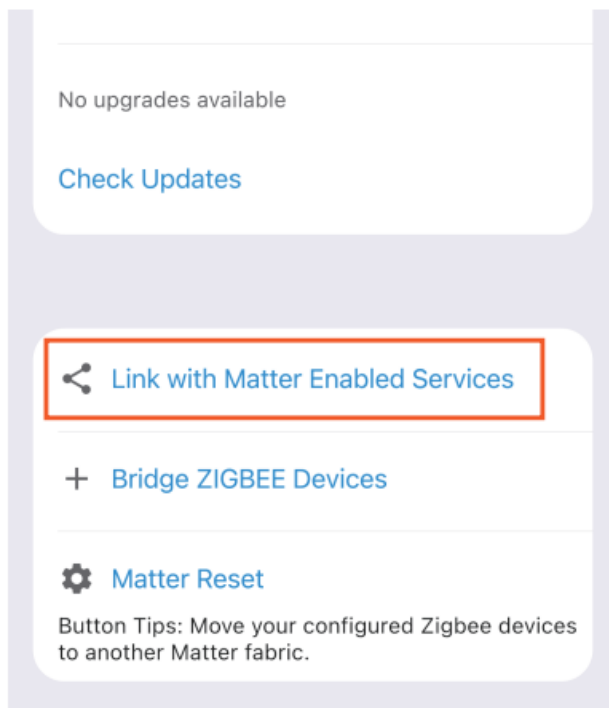 No upgrades available
Check Updates
Link with Matter Enabled Services
Bridge ZIGBEE Devices
Matter Reset
Button Tips: Move your configured Zigbee devices
to another Matter fabric.